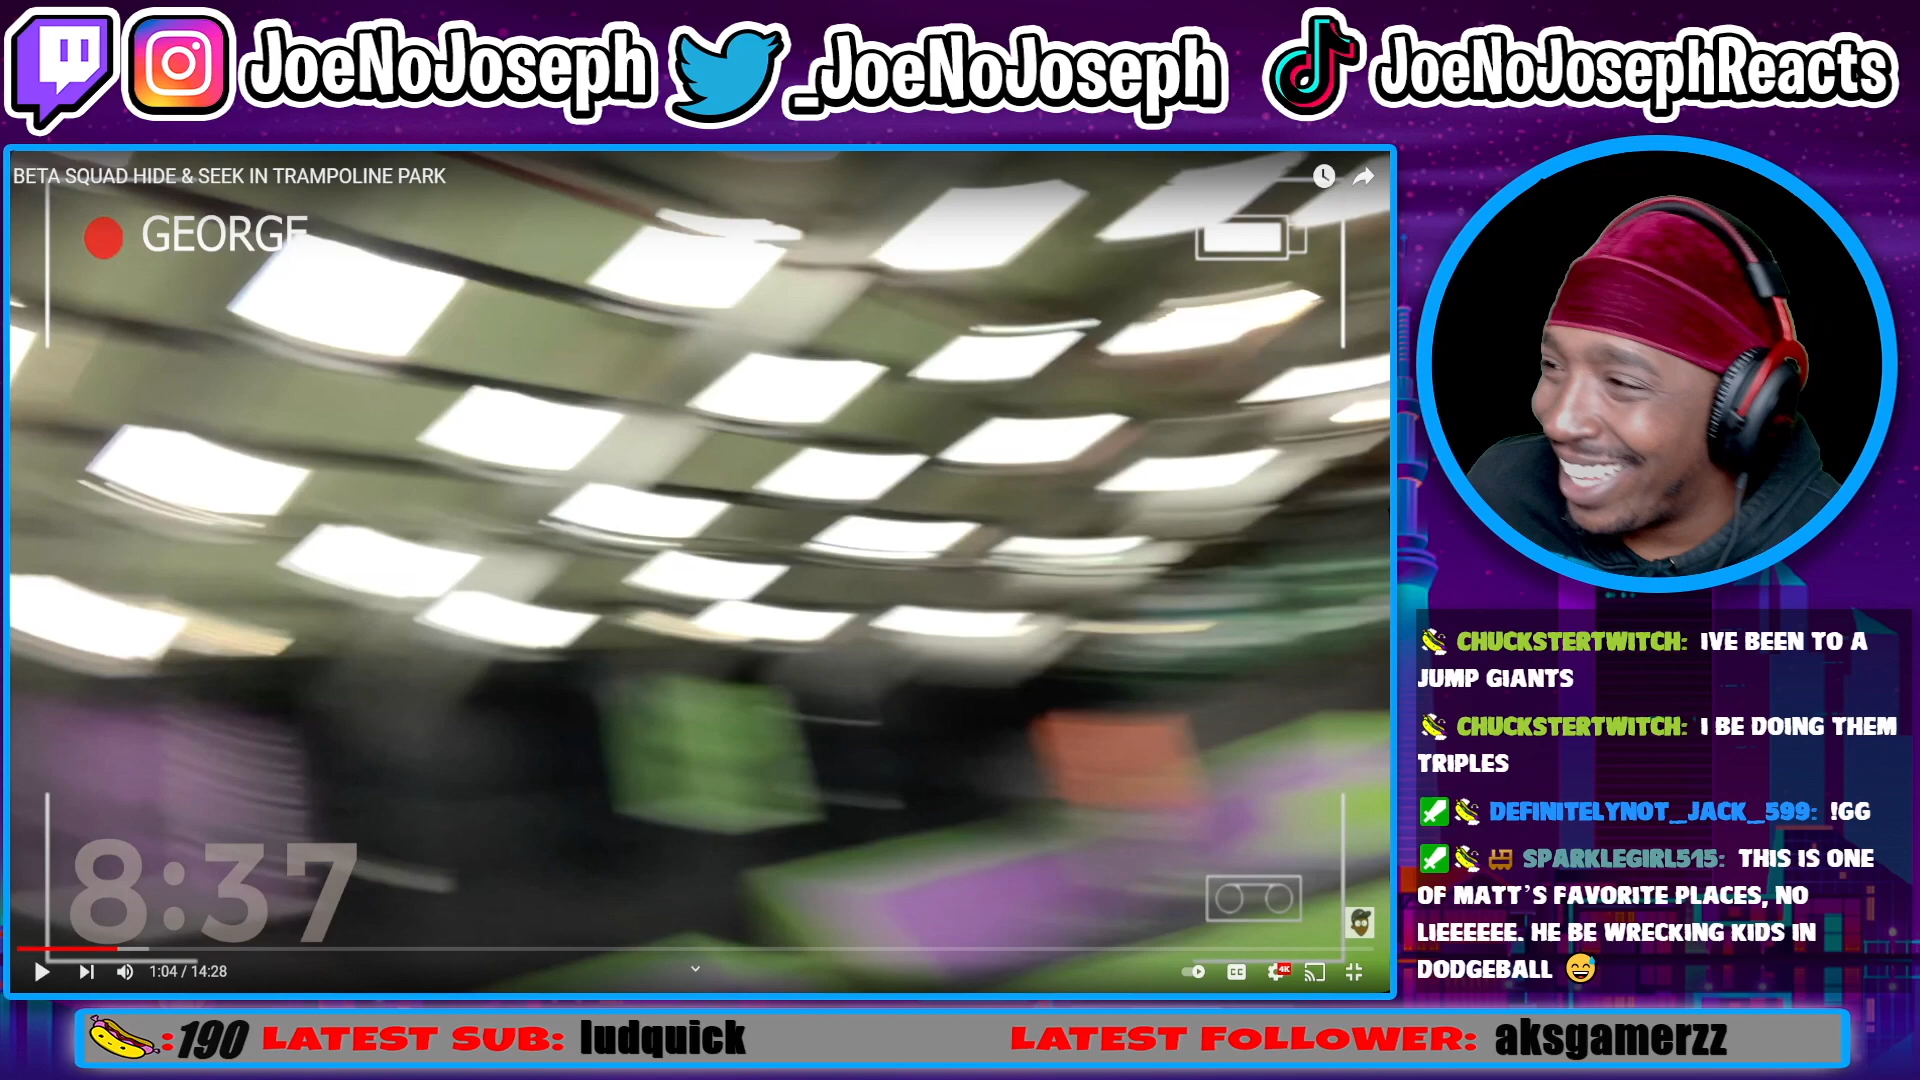 JoeNoJoseph
_JoeNoJoseph
JoeNoJosephReacts
BETA SQUAD HIDE & SEEK IN TRAMPOLINE PARK
GEORGE
8:37
1:04 / 14:28
CC
4K
CHUCKSTERTWITCH: IVE BEEN TO A
JUMP GIANTS
CHUCKSTERTWITCH: I BE DOING THEM
TRIPLES
DEFINITELYNOT_JACK_599: !GG
SPARKLEGIRL515: THIS IS ONE
OF MATT'S FAVORITE PLACES, NO
LIEEEEEE. HE BE WRECKING KIDS IN
DODGEBALL 😅
:190 LATEST SUB: ludquick
LATEST FOLLOWER: aksgamerzz